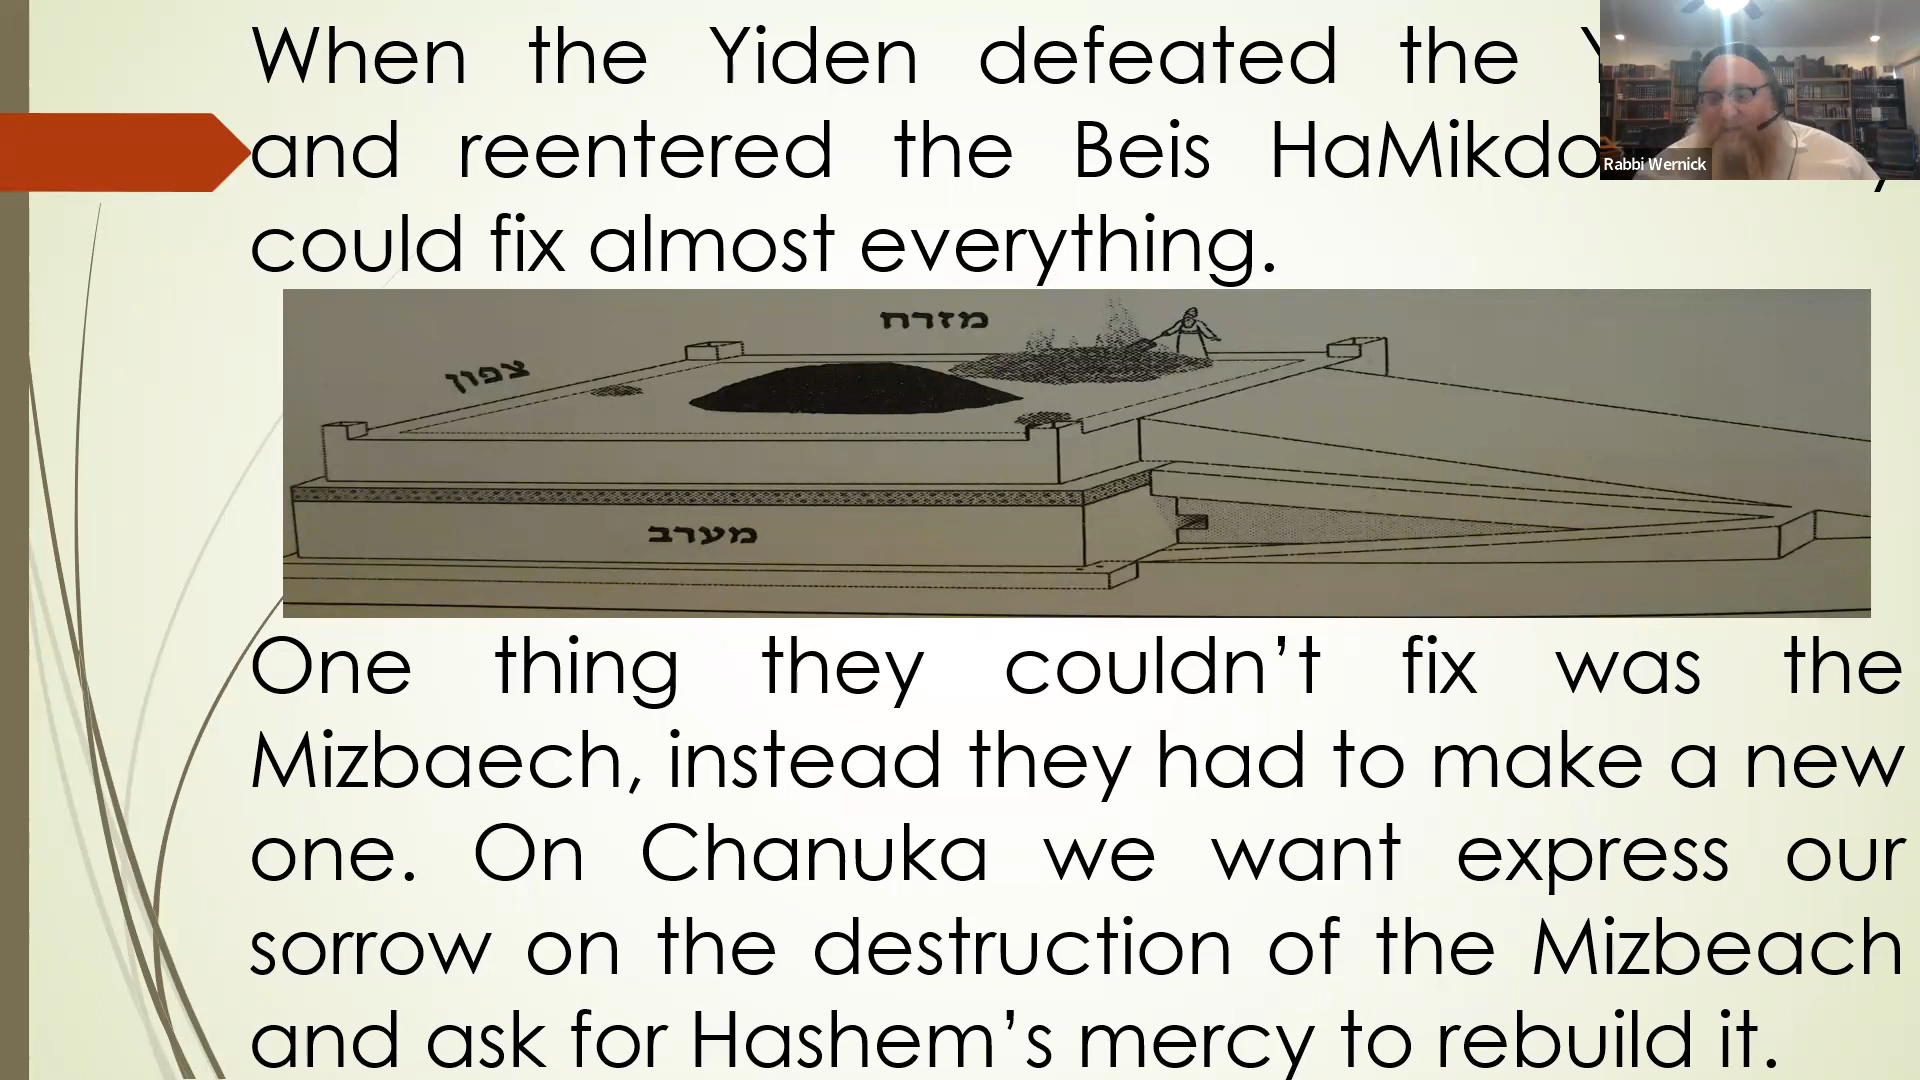 When the Yiden defeated the
and reentered the Beis
could fix almost everything.
Rabbi Wernick
מזרח
צפון
מערב
One thing they couldn’t fix was the
Mizbaech, instead they had to make a new
one. On Chanuka we want express our
sorrow on the destruction of the Mizbeach
and ask for Hashem’s mercy to rebuild it.